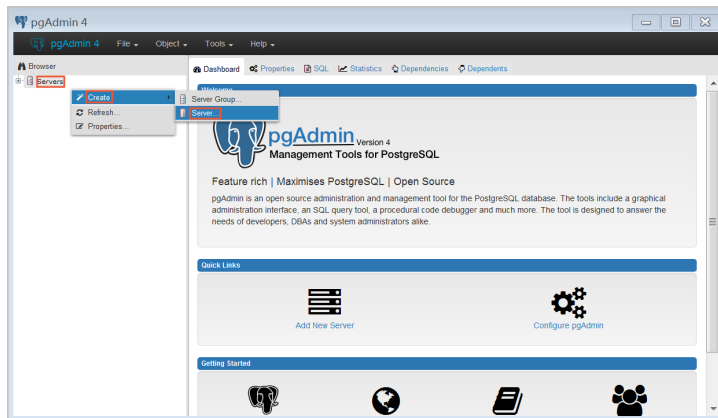 pgAdmin 4
pgAdmin 4 File Object Tools Help
Browser
Dashboard Properties SQL Statistics Dependencies Dependents
Servers
Welcome
Create
Server Group...
Refresh...
Server...
Properties...
pgAdmin Version 4
Management Tools for PostgreSQL
Feature rich | Maximises PostgreSQL | Open Source
pgAdmin is an open source administration and management tool for the PostgreSQL database. The tools include a graphical
administration interface, an SQL query tool, a procedural code debugger and much more. The tool is designed to answer the
needs of developers, DBAs and system administrators alike.
Quick Links
Add New Server
Configure pgAdmin
Getting Started